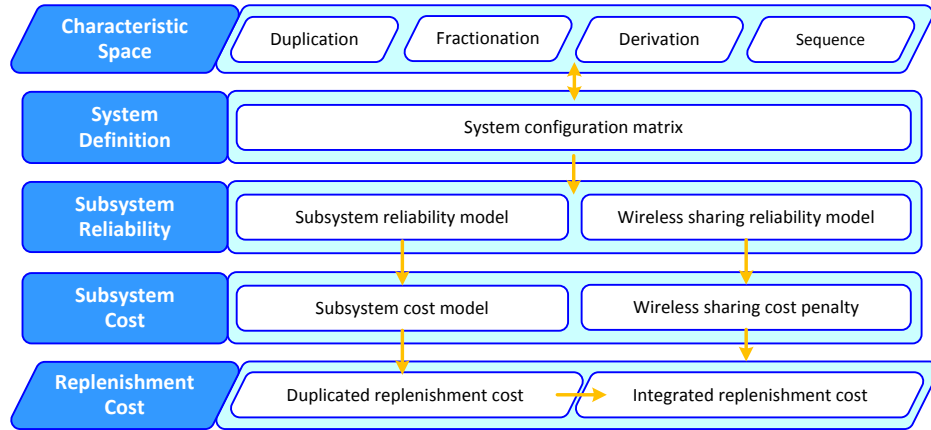 Characteristic
Space
Duplication
Fractionation
Derivation
Sequence
System
Definition
System configuration matrix
Subsystem
Reliability
Subsystem reliability model
Wireless sharing reliability model
Subsystem
Cost
Subsystem cost model
Wireless sharing cost penalty
Replenishment
Cost
Duplicated replenishment cost
Integrated replenishment cost